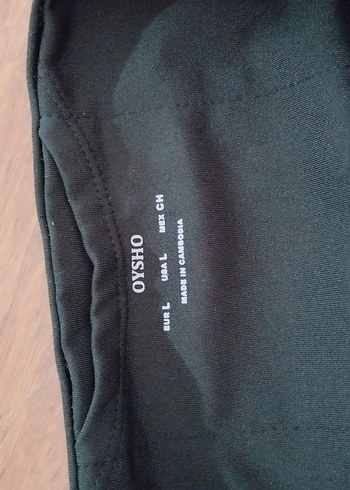 OYSHO
EUR L USA L MEX CH
MADE IN CAMBODIA